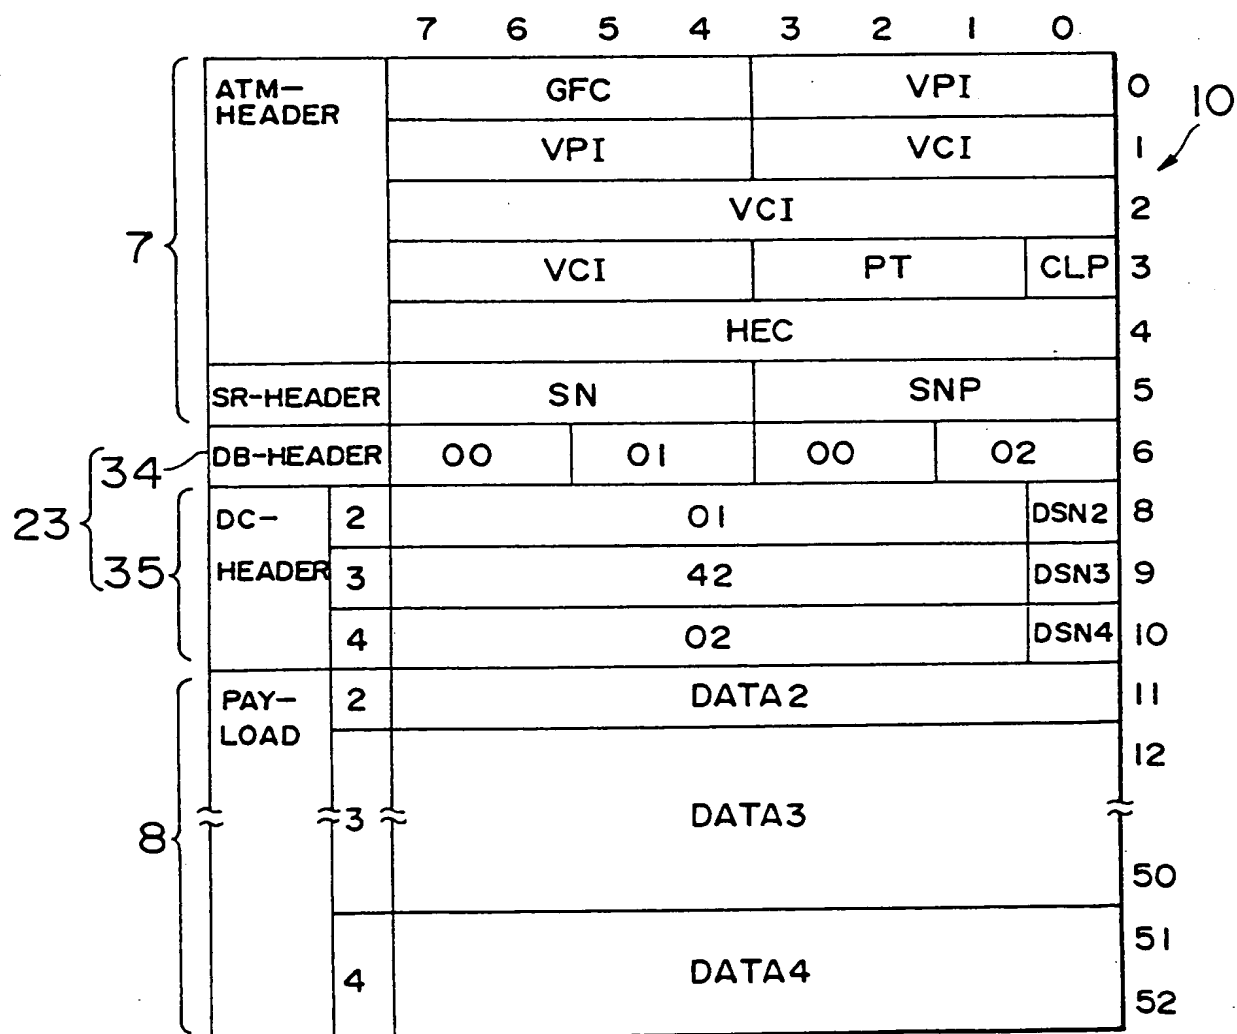 7 6 5 4 3 2 1 0
ATM- GFC VPI 0
HEADER
10
VPI VCI 1
VCI 2
7
VCI PT CLP 3
HEC 4
SR-HEADER SN SNP 5
34 DB-HEADER 00 01 00 02 6
23
DC- 2 01 DSN2 8
35 HEADER 3 42 DSN3 9
4 02 DSN4 10
PAY- 2 DATA2 11
LOAD
12
8 3 DATA3
50
51
4 DATA4
52